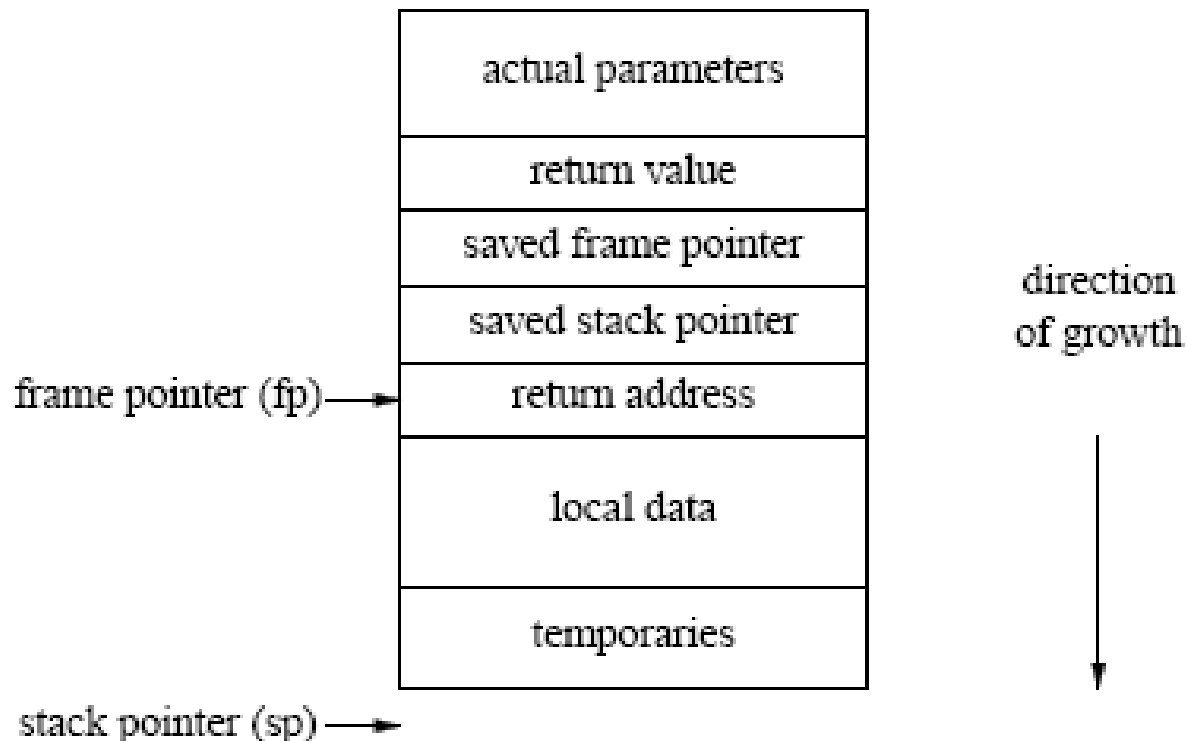 actual parameters
return value
saved frame pointer
saved stack pointer
direction
of growth
frame pointer (fp)
return address
local data
temporaries
stack pointer (sp)